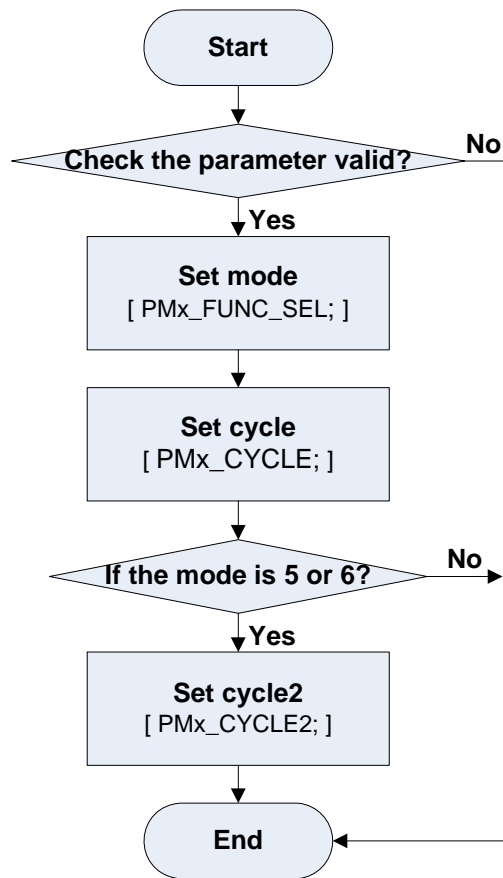 Start
Check the parameter valid?
No
Yes
Set mode
[ PMx_FUNC_SEL; ]
Set cycle
[ PMx_CYCLE; ]
If the mode is 5 or 6?
No
Yes
Set cycle2
[ PMx_CYCLE2; ]
End